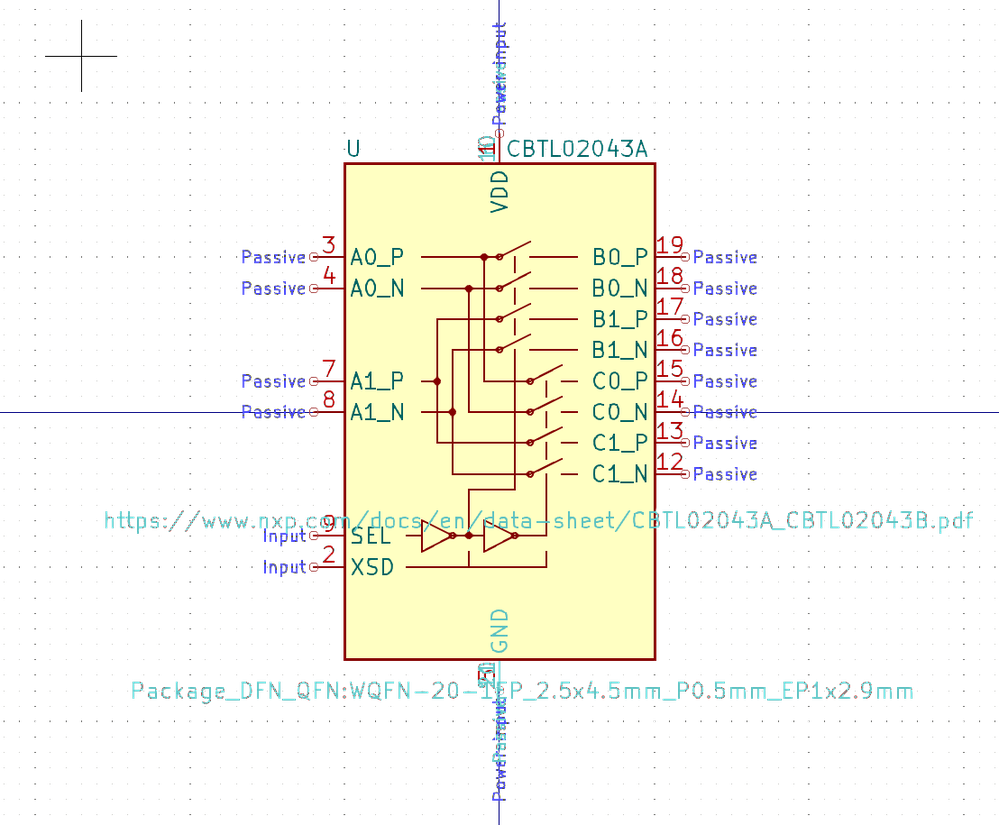 Power input
1
U
CBTL02043A
VDD
Passive 3 A0_P B0_P 19 Passive
Passive 4 A0_N B0_N 18 Passive
B1_P 17 Passive
B1_N 16 Passive
Passive 7 A1_P C0_P 15 Passive
Passive 8 A1_N C0_N 14 Passive
C1_P 13 Passive
C1_N 12 Passive
https://www.nxp.com/docs/en/data-sheet/CBTL02043A_CBTL02043B.pdf
Input 9 SEL
Input 2 XSD
GND
Package_DFN_QFN:WQFN-20-1EP_2.5x4.5mm_P0.5mm_EP1x2.9mm
Power input